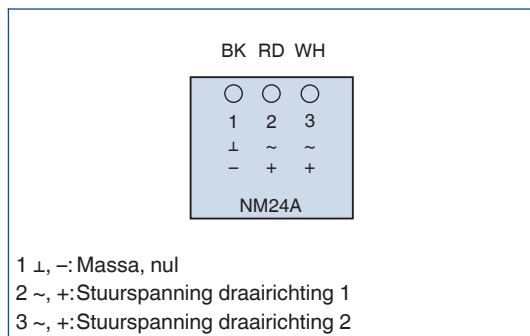 BK RD WH
1 2 3
⊥ ~ ~
– + +
NM24A
1 ⊥, –: Massa, nul
2 ~, +: Stuurspanning draairichting 1
3 ~, +: Stuurspanning draairichting 2